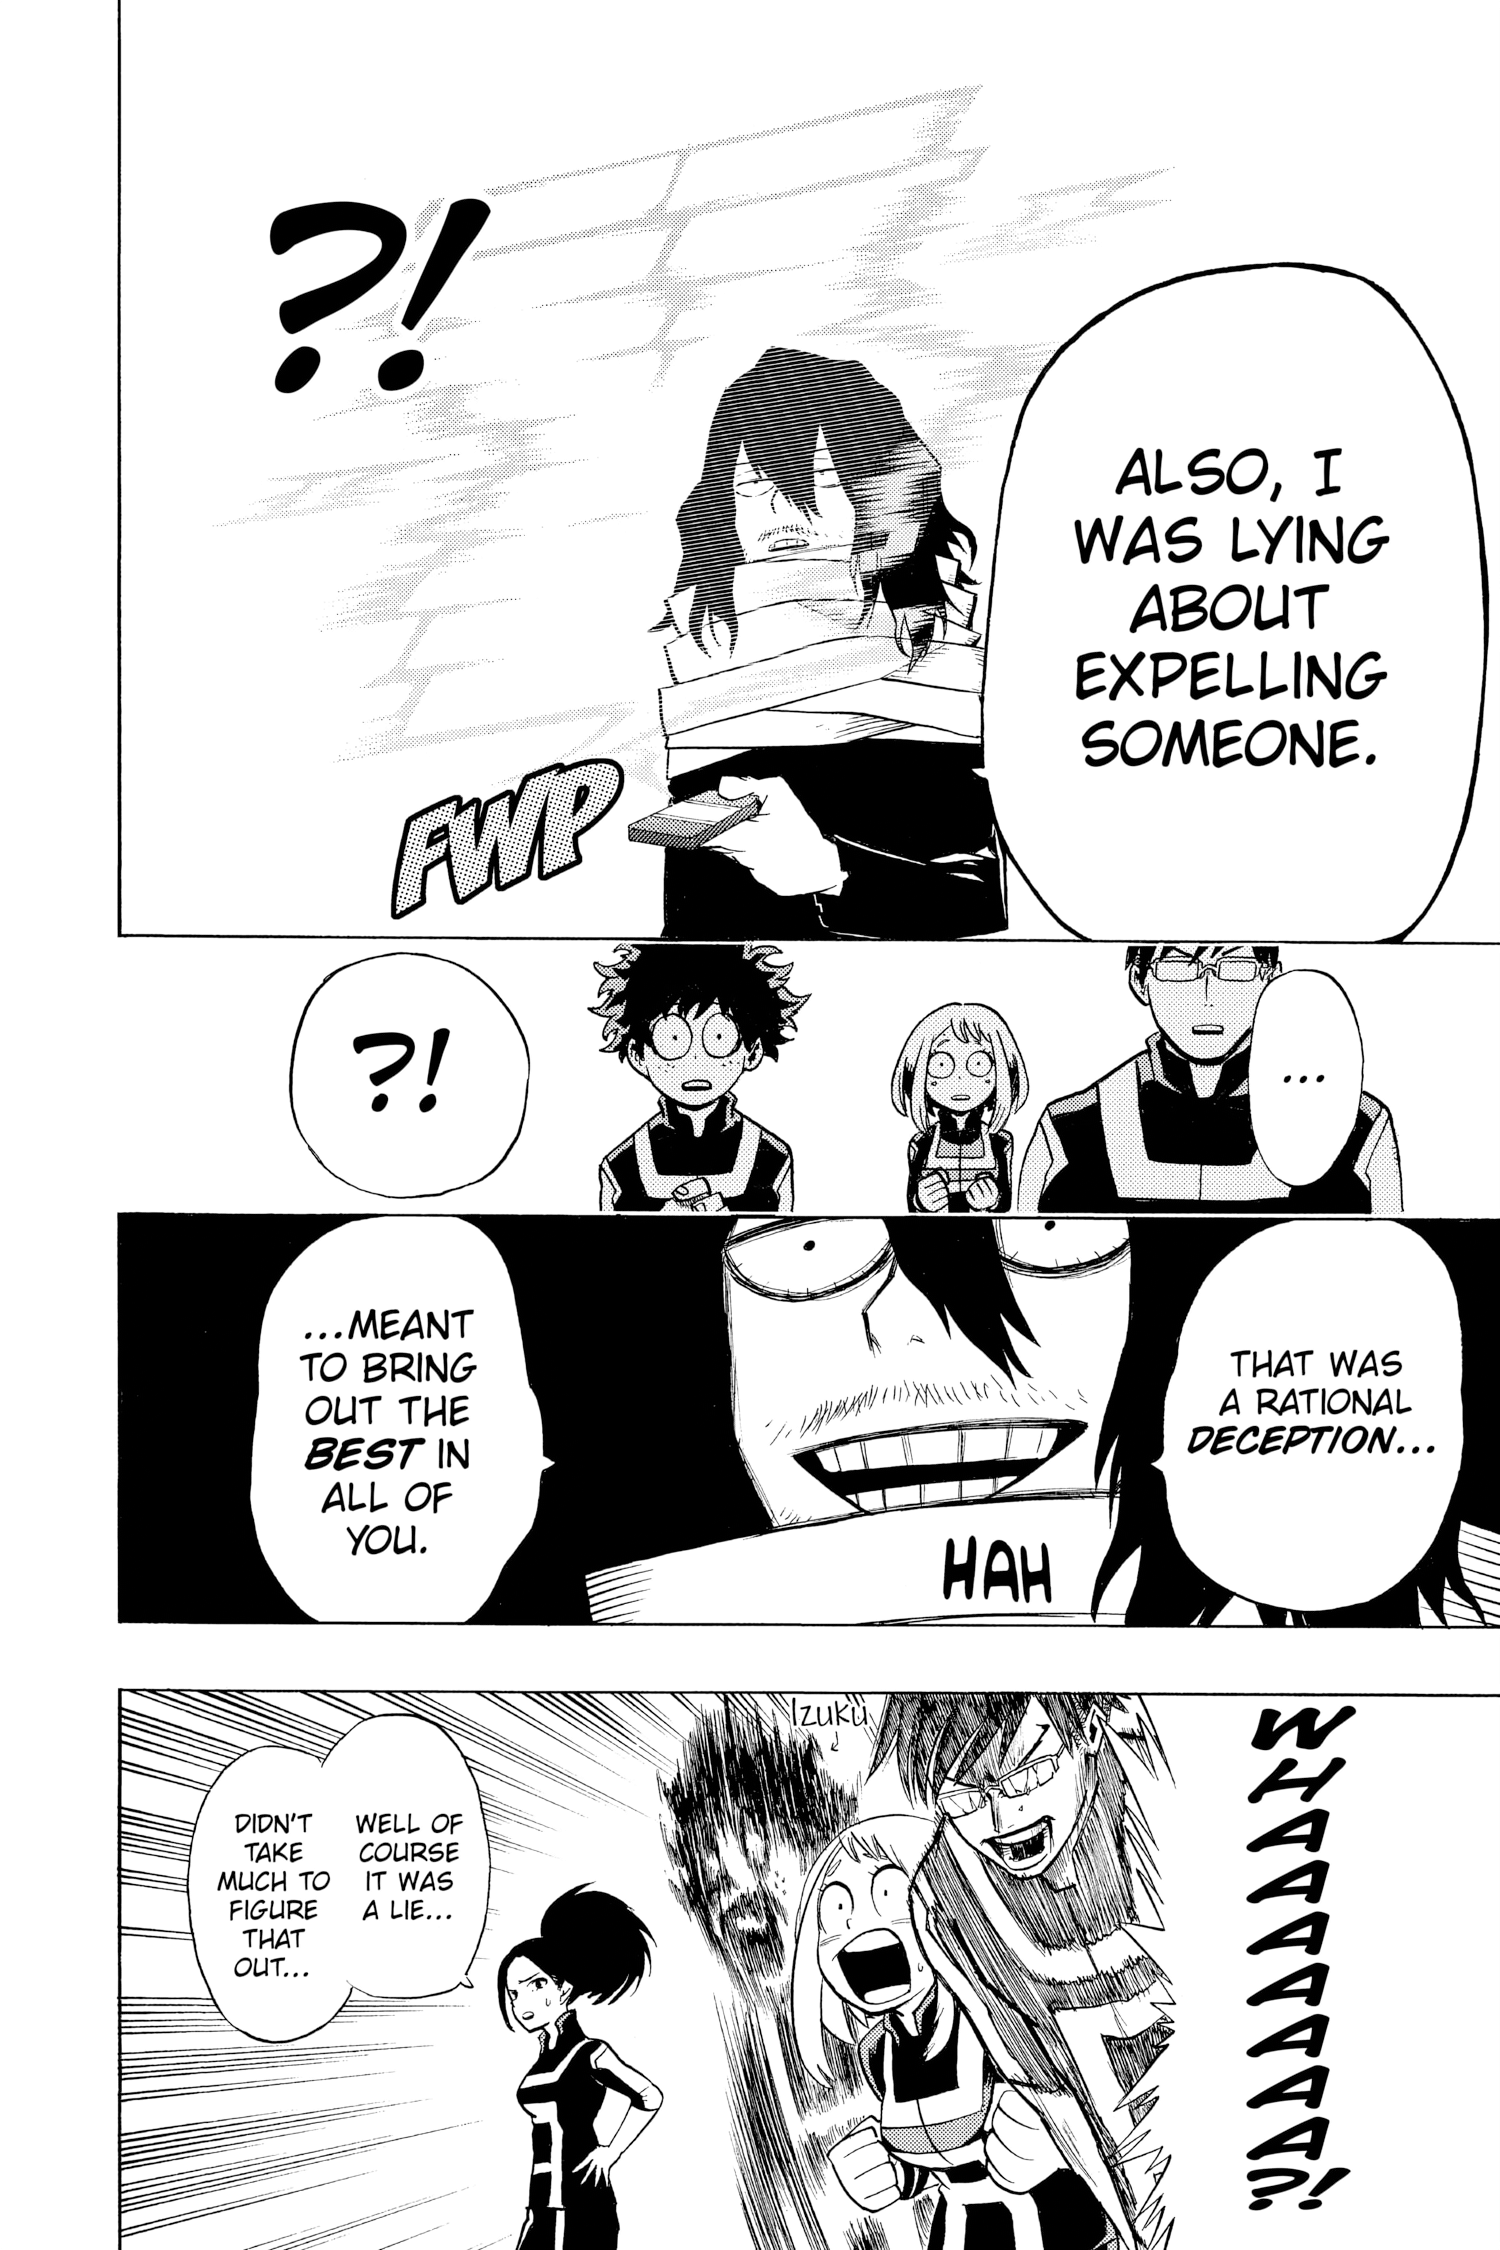 ALSO, I
WAS LYING
ABOUT
EXPELLING
SOMEONE.
?!
FWP
...
?!
THAT WAS
A RATIONAL
DECEPTION...
HAH
...MEANT
TO BRING
OUT THE
BEST IN
ALL OF
YOU.
WHAAAAAAA?!
Izuku
WELL OF
COURSE
IT WAS
A LIE...
DIDN'T
TAKE
MUCH TO
FIGURE
THAT
OUT...